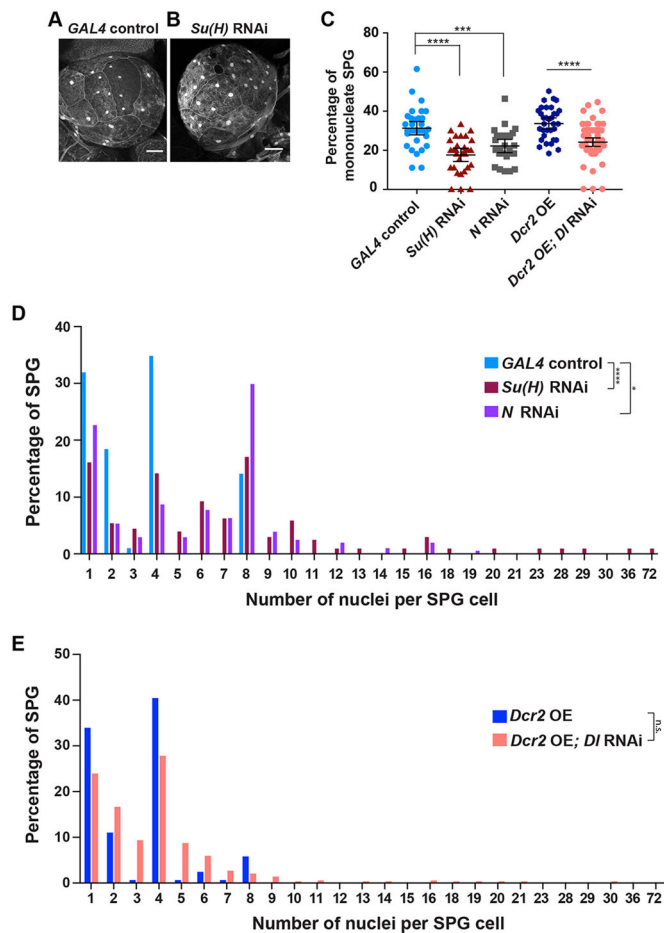 A
GAL4 control
B
Su(H) RNAi
C
Percentage of
mononucleate SPG
80
60
40
20
0
***
****
****
GAL4 control
Su(H) RNAi
N RNAi
Dcr2 OE
Dcr2 OE; Dl RNAi
D
Percentage of SPG
40
30
20
10
0
GAL4 control
Su(H) RNAi
N RNAi
****
*
1 2 3 4 5 6 7 8 9 10 11 12 13 14 15 16 18 19 20 21 23 28 29 30 36 72
Number of nuclei per SPG cell
E
Percentage of SPG
50
40
30
20
10
0
Dcr2 OE
Dcr2 OE; Dl RNAi
n.s.
1 2 3 4 5 6 7 8 9 10 11 12 13 14 15 16 18 19 20 21 23 28 29 30 36 72
Number of nuclei per SPG cell